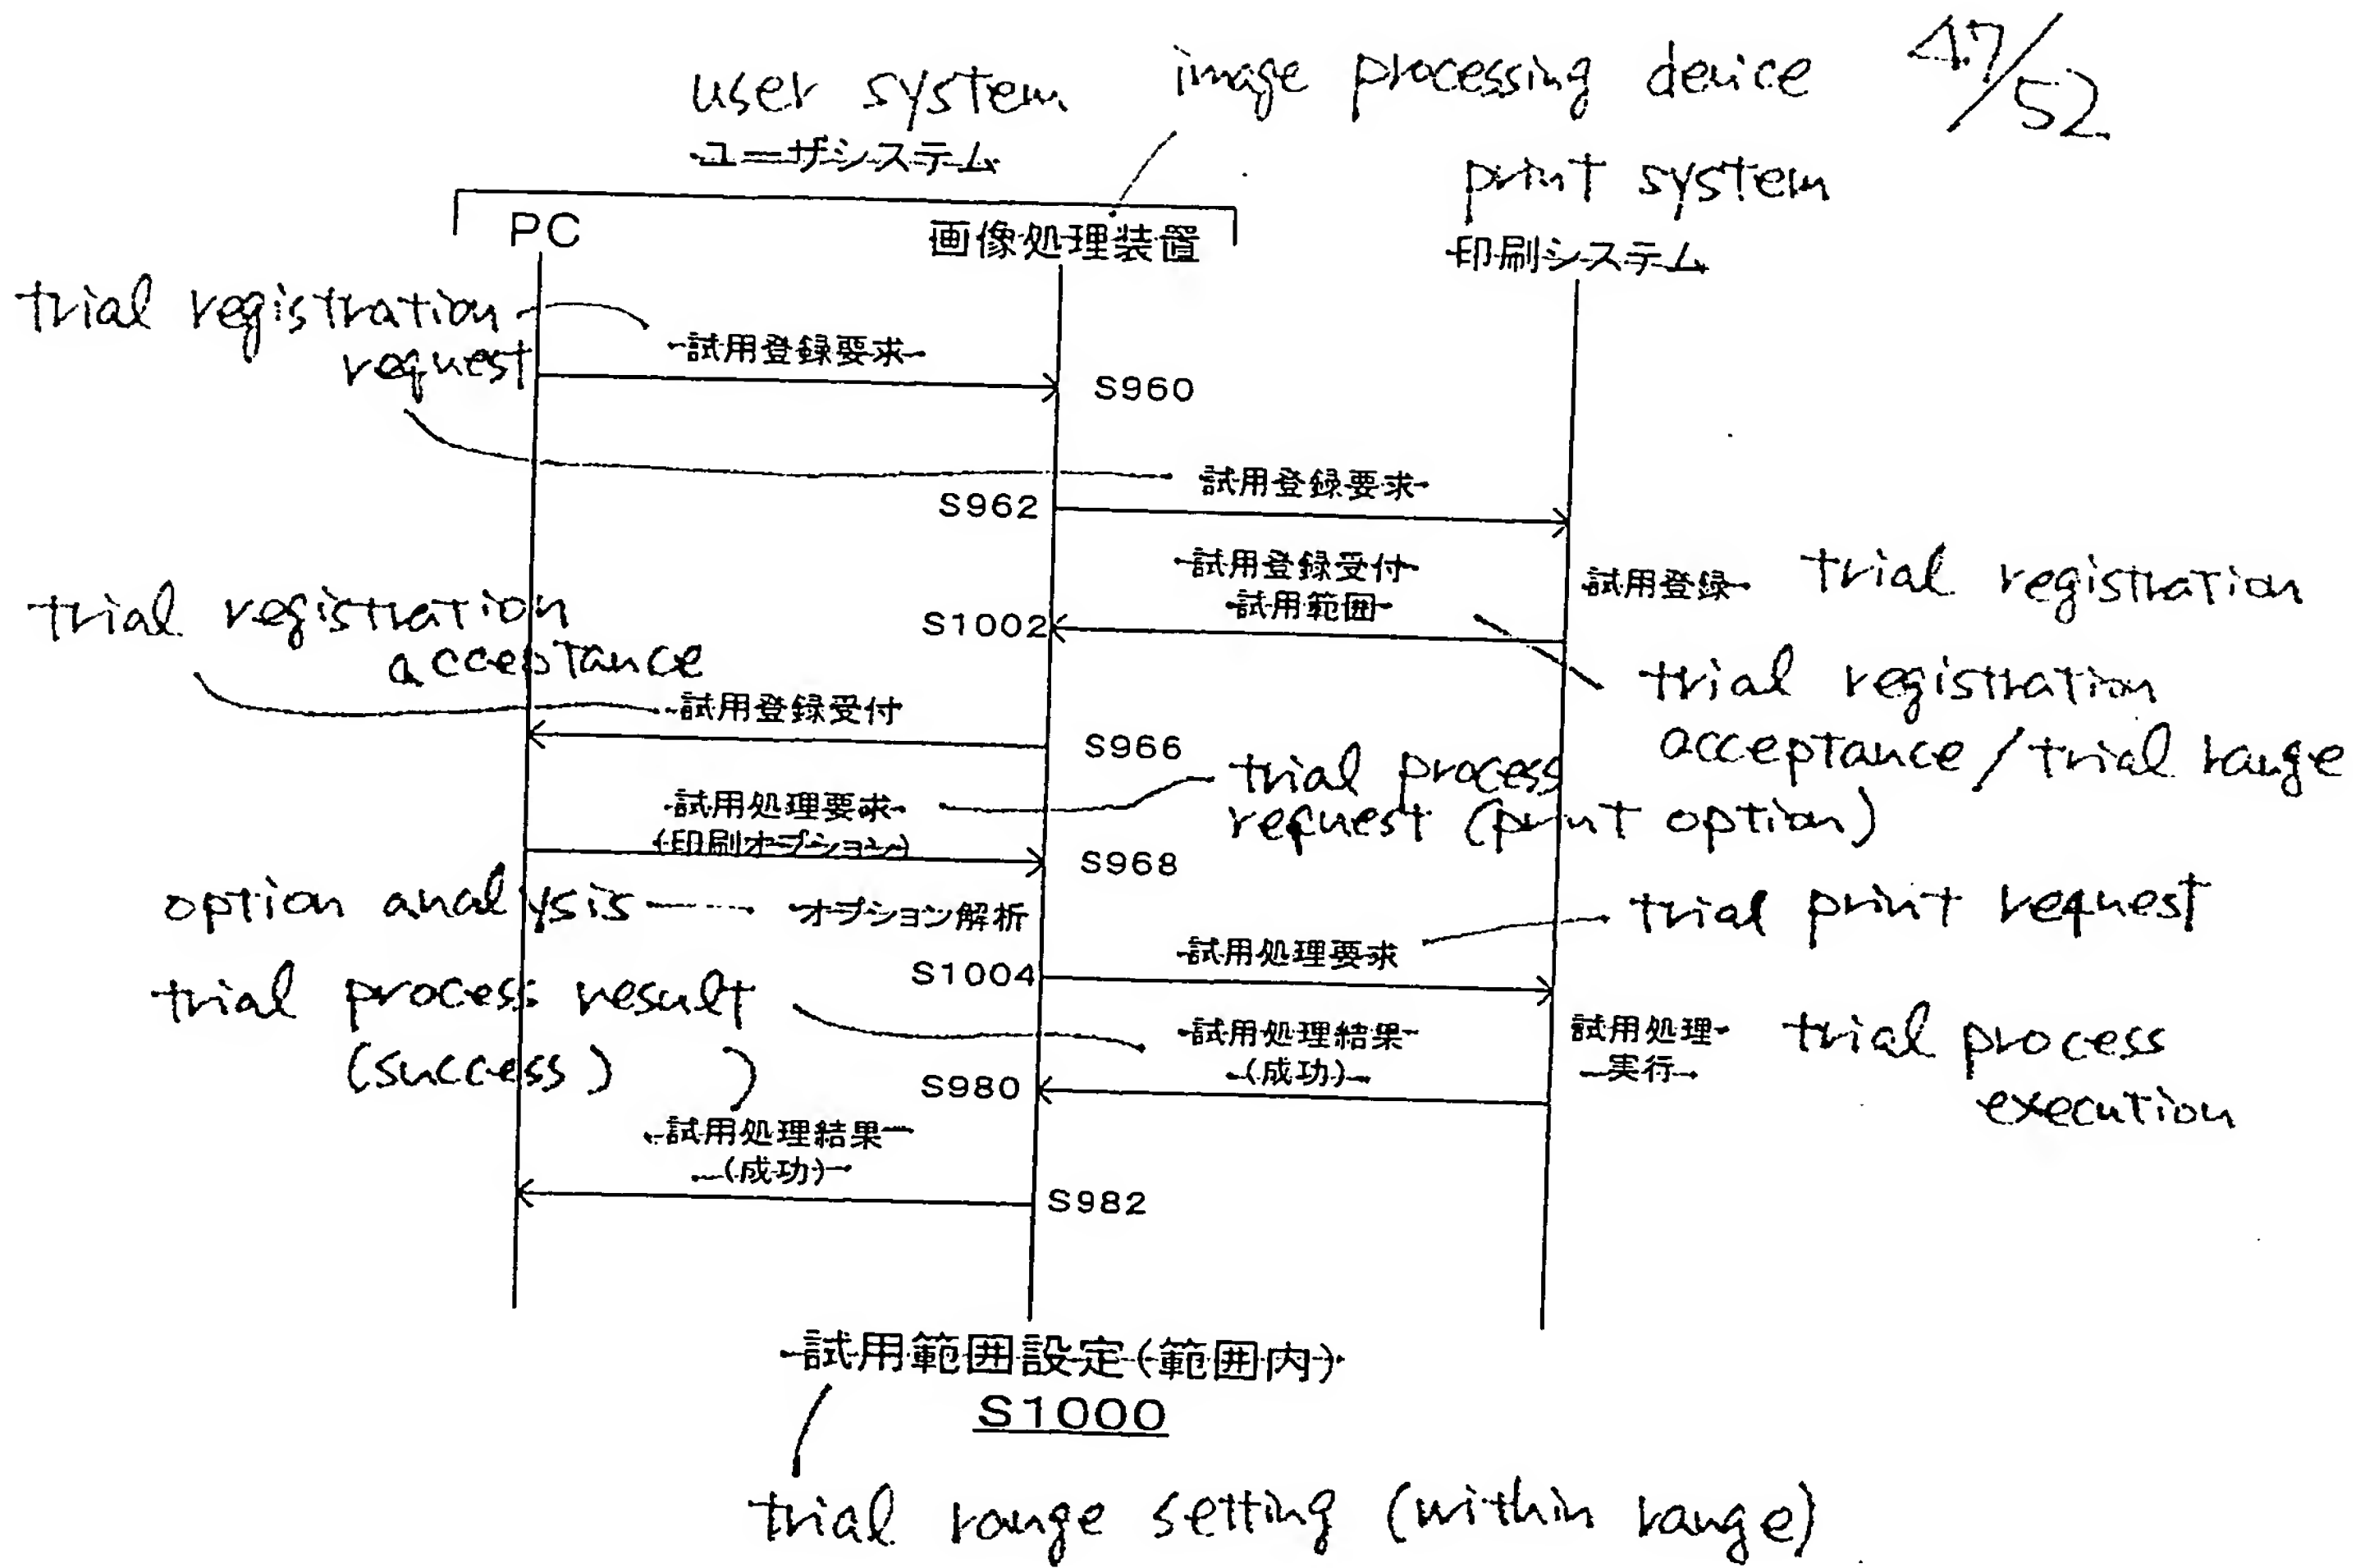 47/52
user system
image processing device
ユーザシステム
print system
PC
画像処理装置
印刷システム
trial registration
request
試用登録要求
S960
試用登録要求
S962
試用登録受付
試用範囲
試用登録
trial registration
S1002
trial registration
acceptance
trial registration
acceptance/trial range
試用登録受付
S966
trial process
request (print option)
試用処理要求
(印刷オプション)
S968
option analysis
オプション解析
trial print request
試用処理要求
S1004
trial process result
(success)
試用処理結果
(成功)
試用処理
実行
trial process
execution
S980
試用処理結果
(成功)
S982
試用範囲設定(範囲内)
S1000
trial range setting (within range)